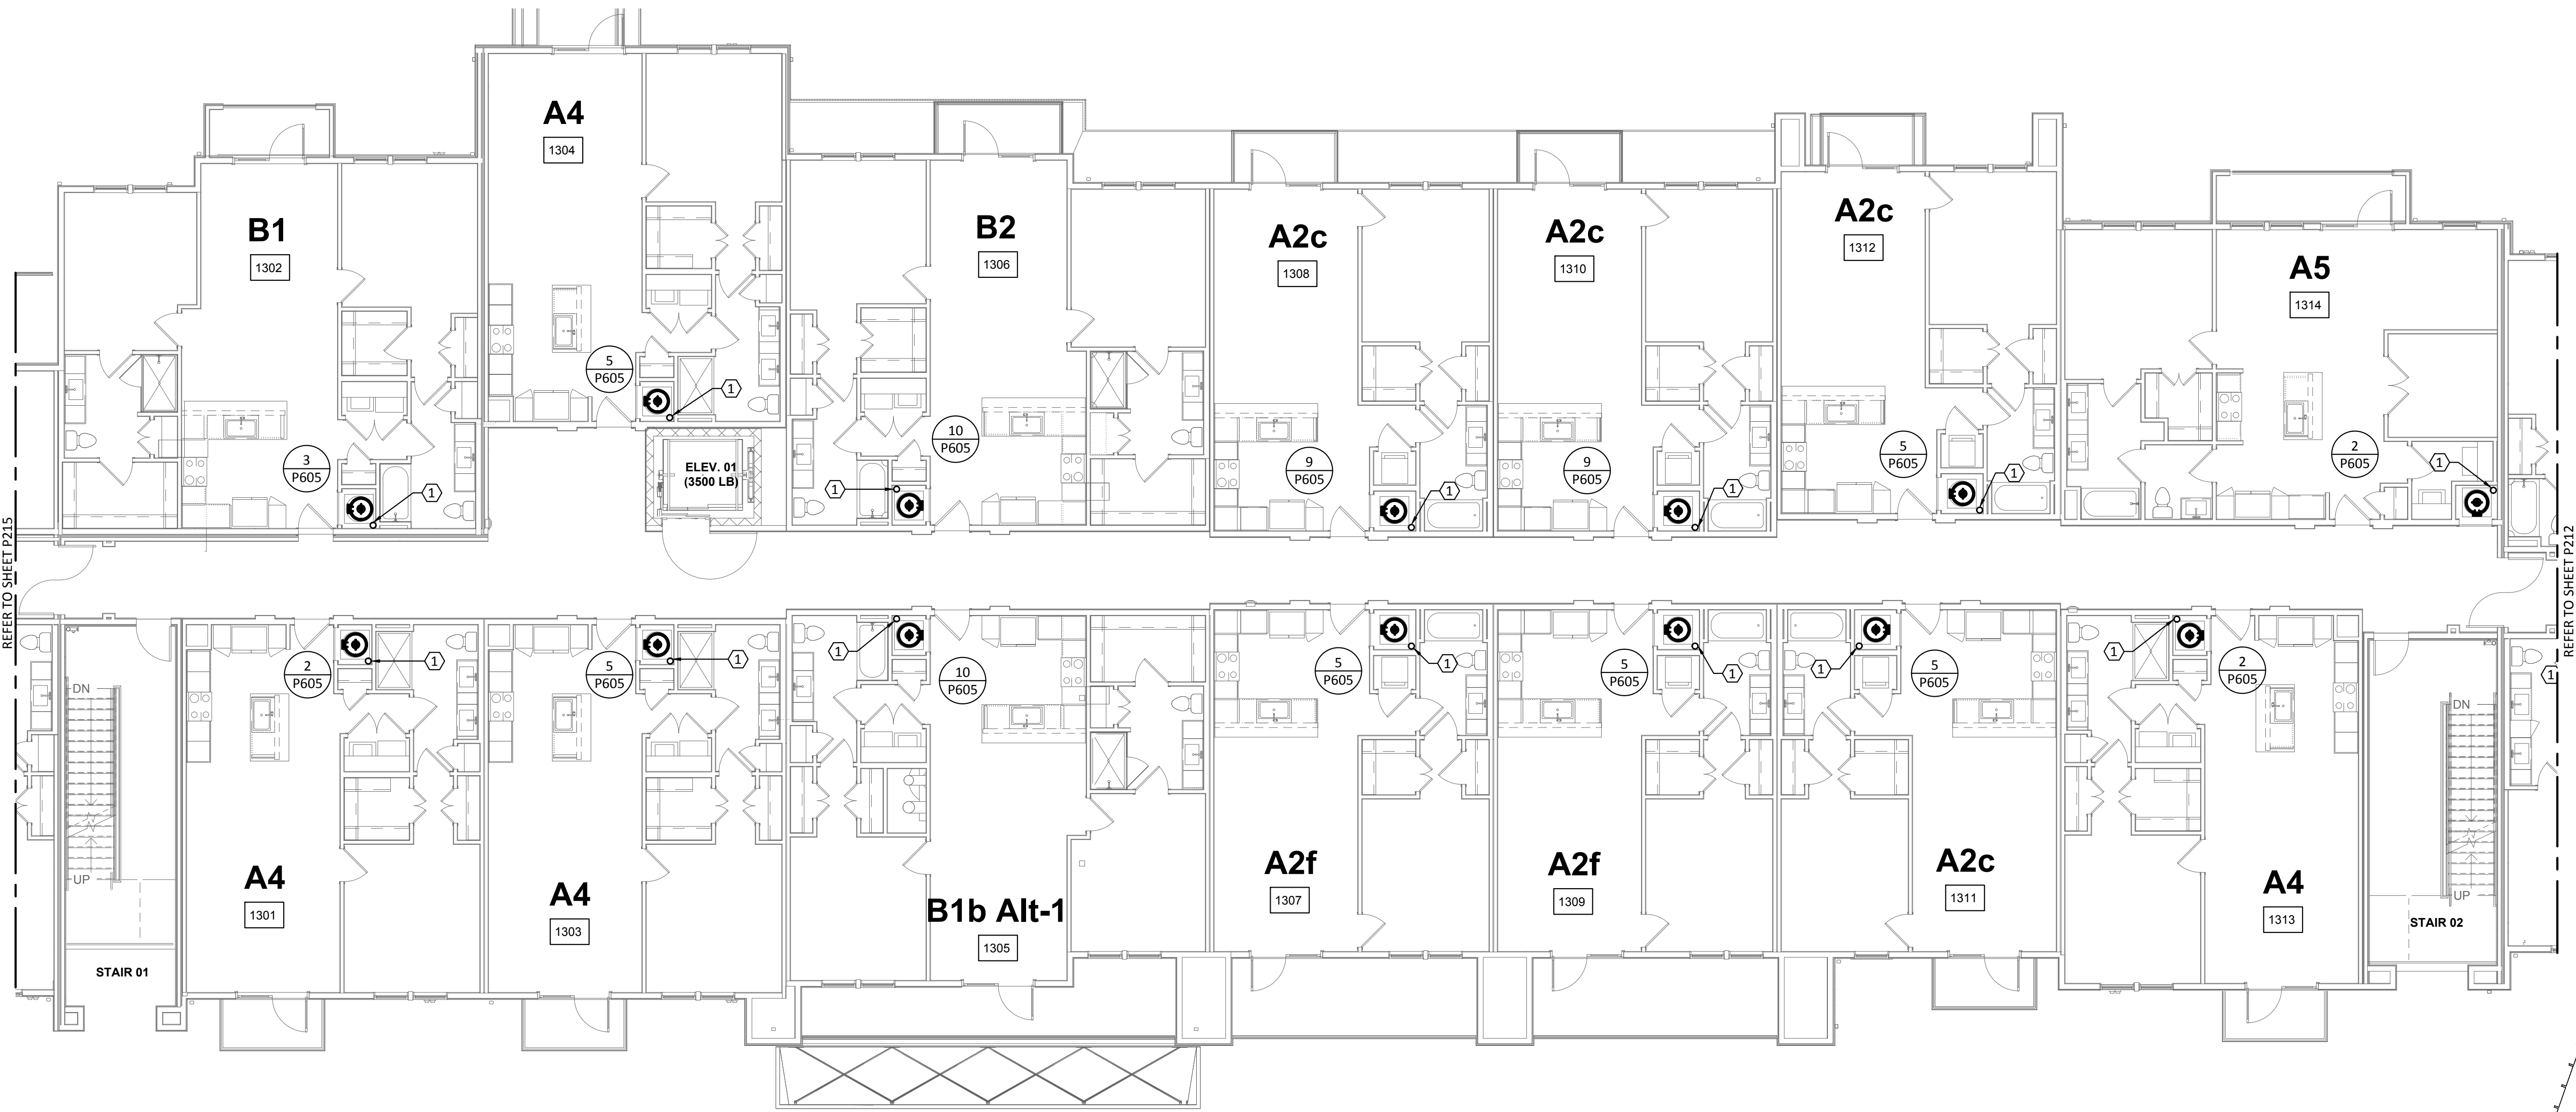 A4
1304
B1
1302
B2
1306
A2c
1308
A2c
1310
A2c
1312
A5
1314
5
P605
1
3
P605
1
ELEV. 01
(3500 LB)
10
P605
1
9
P605
1
9
P605
1
5
P605
1
2
P605
1
REFER TO SHEET P215
REFER TO SHEET P212
2
P605
1
5
P605
1
1
10
P605
5
P605
1
5
P605
1
1
5
P605
1
2
P605
1
DN
UP
STAIR 01
A4
1301
A4
1303
B1b Alt-1
1305
A2f
1307
A2f
1309
A2c
1311
A4
1313
DN
UP
STAIR 02